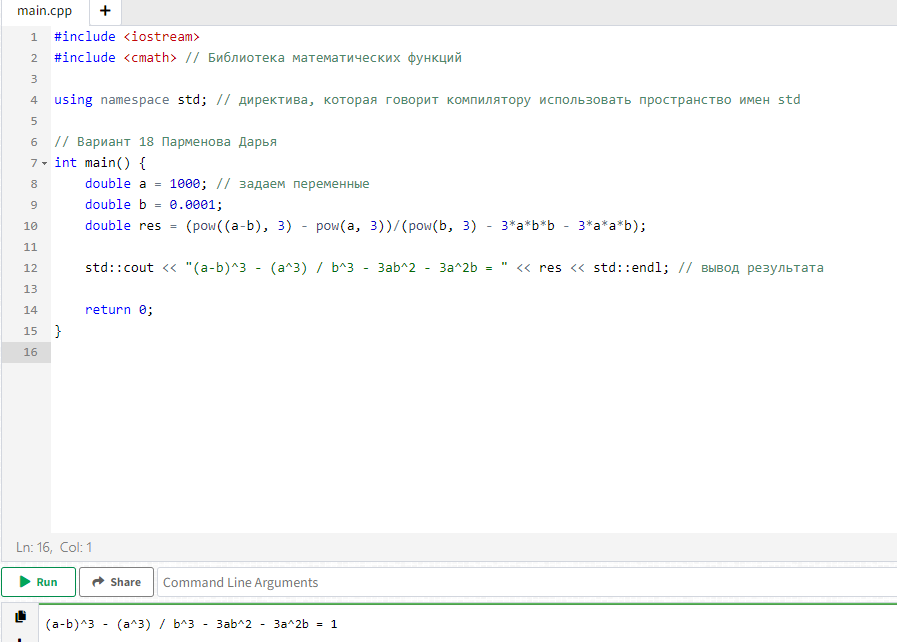 main.cpp +
1 #include <iostream>
2 #include <cmath> // Библиотека математических функций
3
4 using namespace std; // директива, которая говорит компилятору использовать пространство имен std
5
6 // Вариант 18 Парменова Дарья
7 int main() {
8 double a = 1000; // задаем переменные
9 double b = 0.0001;
10 double res = (pow((a-b), 3) - pow(a, 3))/(pow(b, 3) - 3*a*b*b - 3*a*a*b);
11
12 std::cout << "(a-b)^3 - (a^3) / b^3 - 3ab^2 - 3a^2b = " << res << std::endl; // вывод результата
13
14 return 0;
15 }
16
Ln: 16, Col: 1
Run Share Command Line Arguments
(a-b)^3 - (a^3) / b^3 - 3ab^2 - 3a^2b = 1